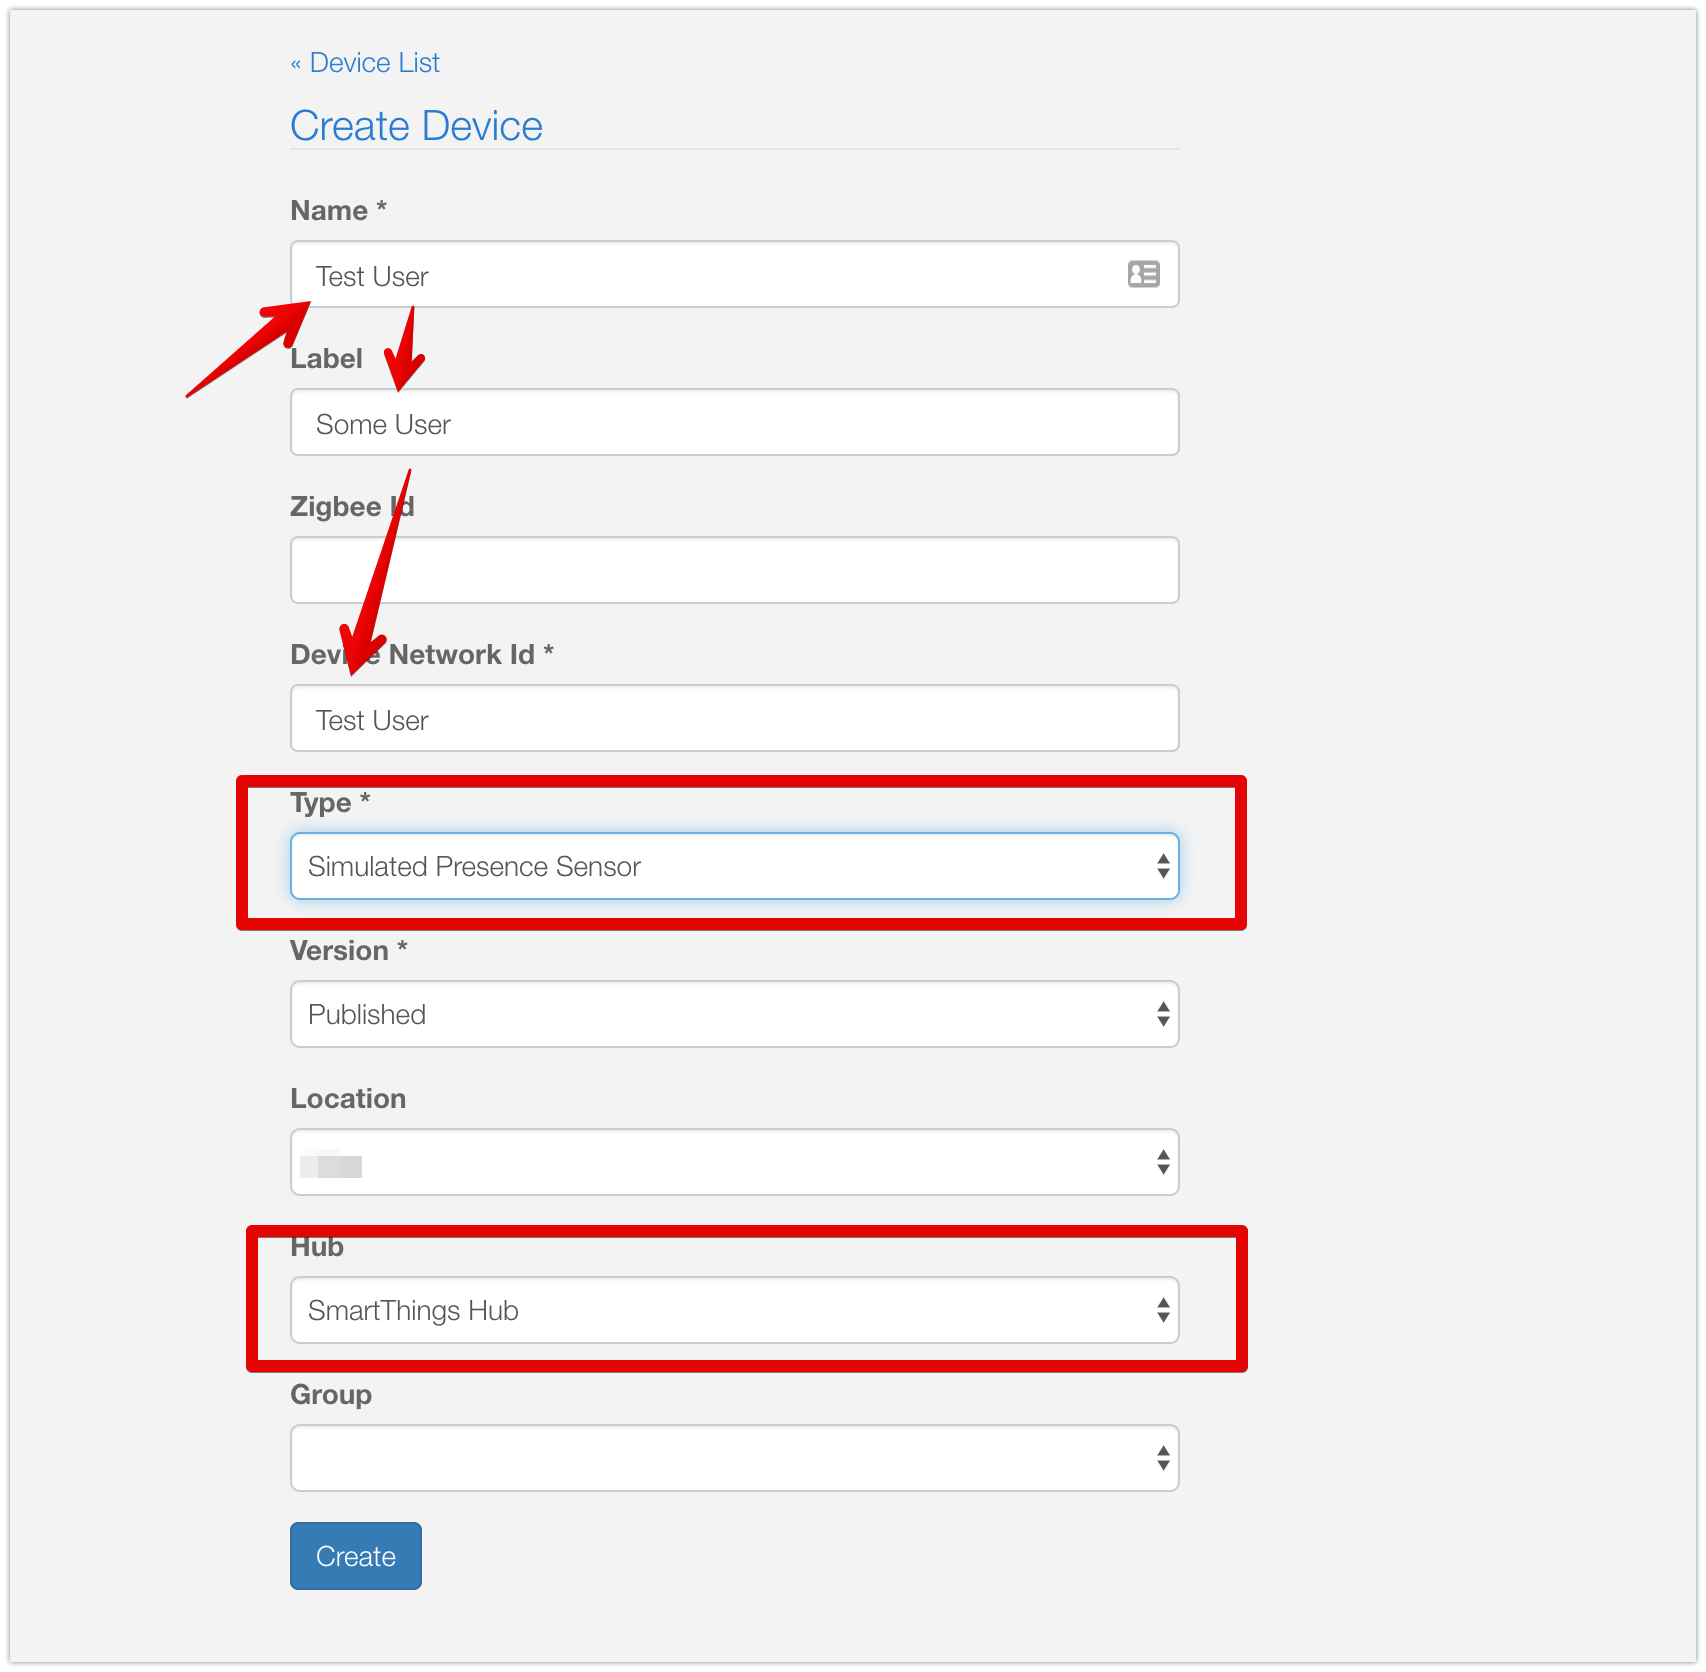 « Device List
Create Device
Name *
Test User
Label
Some User
Zigbee Id
Device Network Id *
Test User
Type *
Simulated Presence Sensor
Version *
Published
Location
Hub
SmartThings Hub
Group
Create